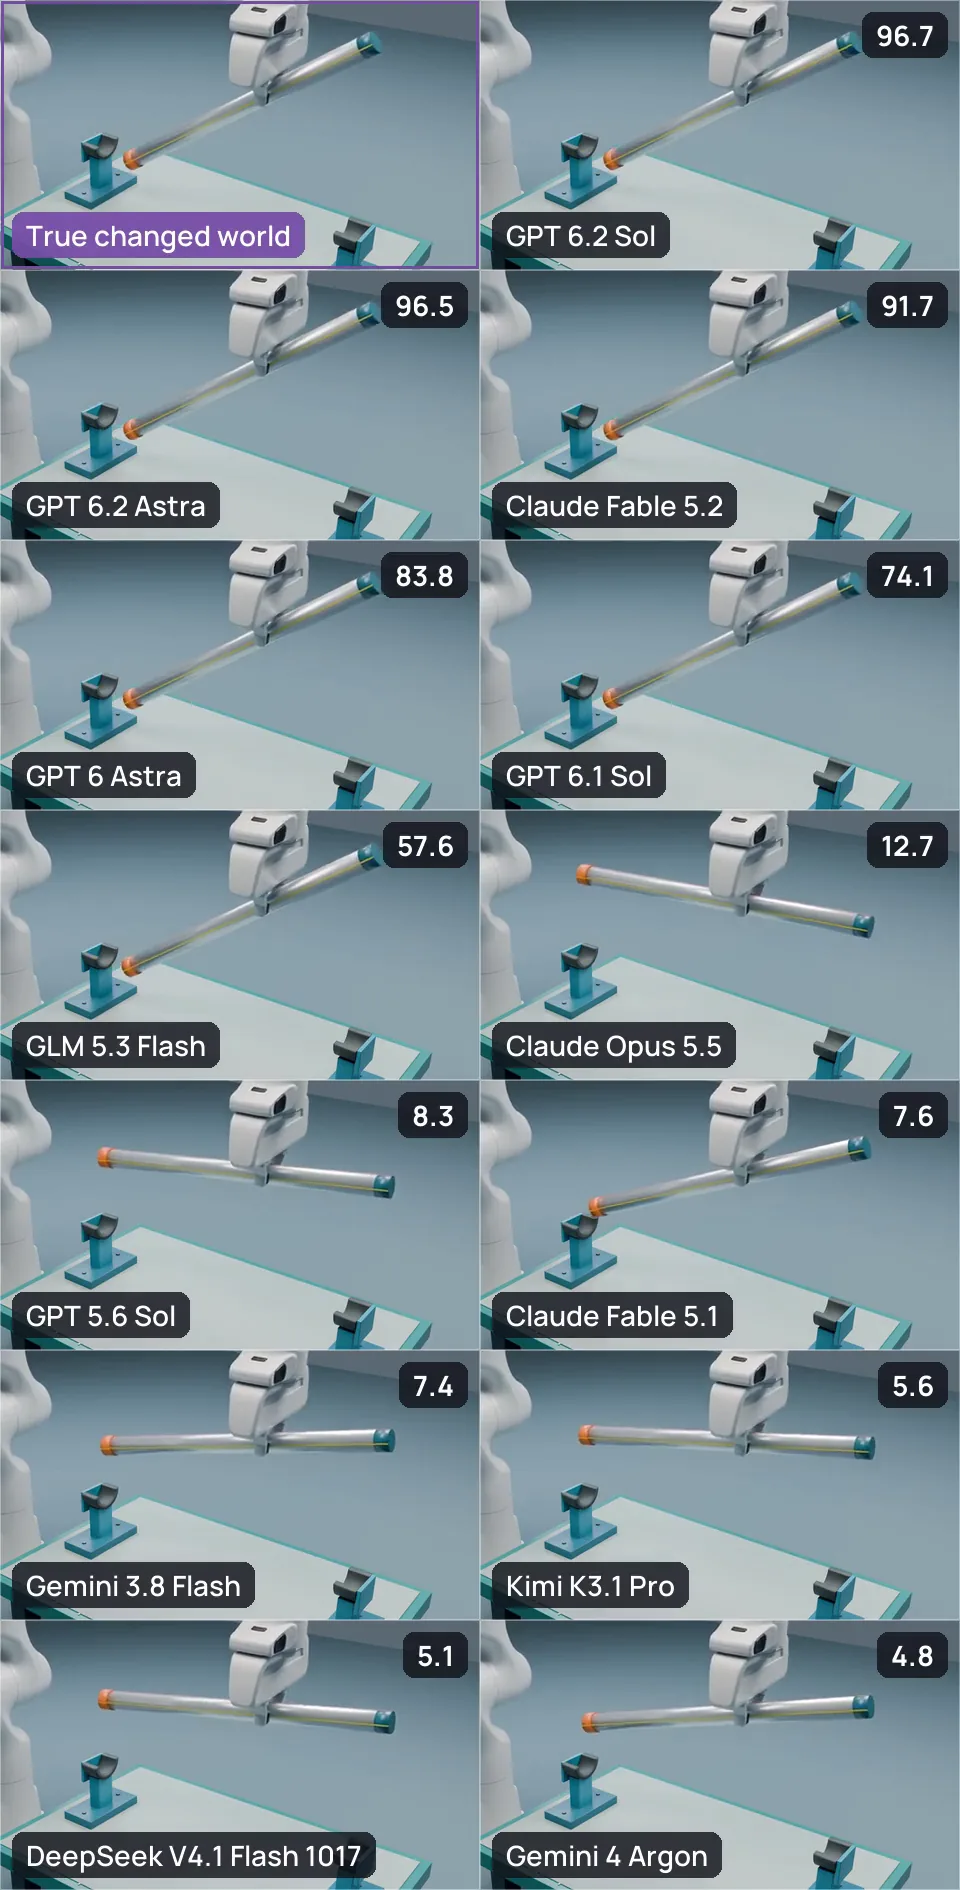 True changed world
96.7
GPT 6.2 Sol
96.5
GPT 6.2 Astra
91.7
Claude Fable 5.2
83.8
GPT 6 Astra
74.1
GPT 6.1 Sol
57.6
GLM 5.3 Flash
12.7
Claude Opus 5.5
8.3
GPT 5.6 Sol
7.6
Claude Fable 5.1
7.4
Gemini 3.8 Flash
5.6
Kimi K3.1 Pro
5.1
DeepSeek V4.1 Flash 1017
4.8
Gemini 4 Argon